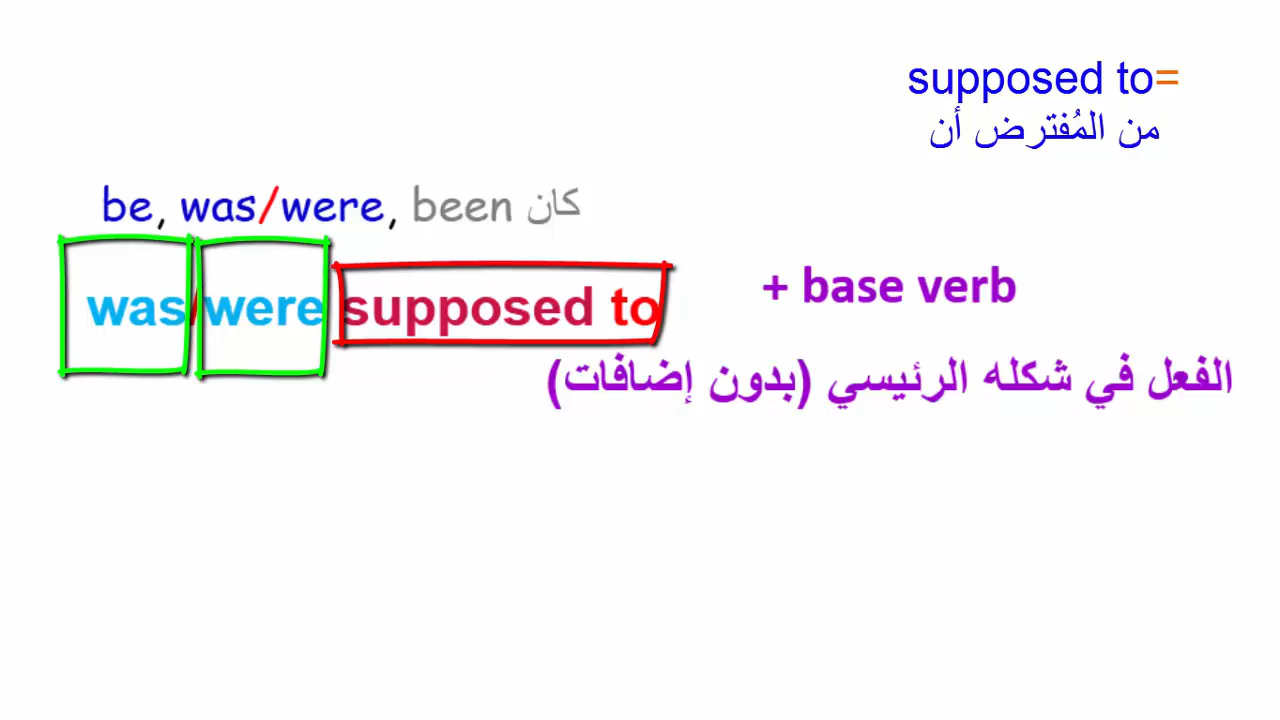 supposed to=
من المُفترض أن
be, was/were, been كان
was/were supposed to
+ base verb
الفعل في شكله الرئيسي (بدون إضافات)